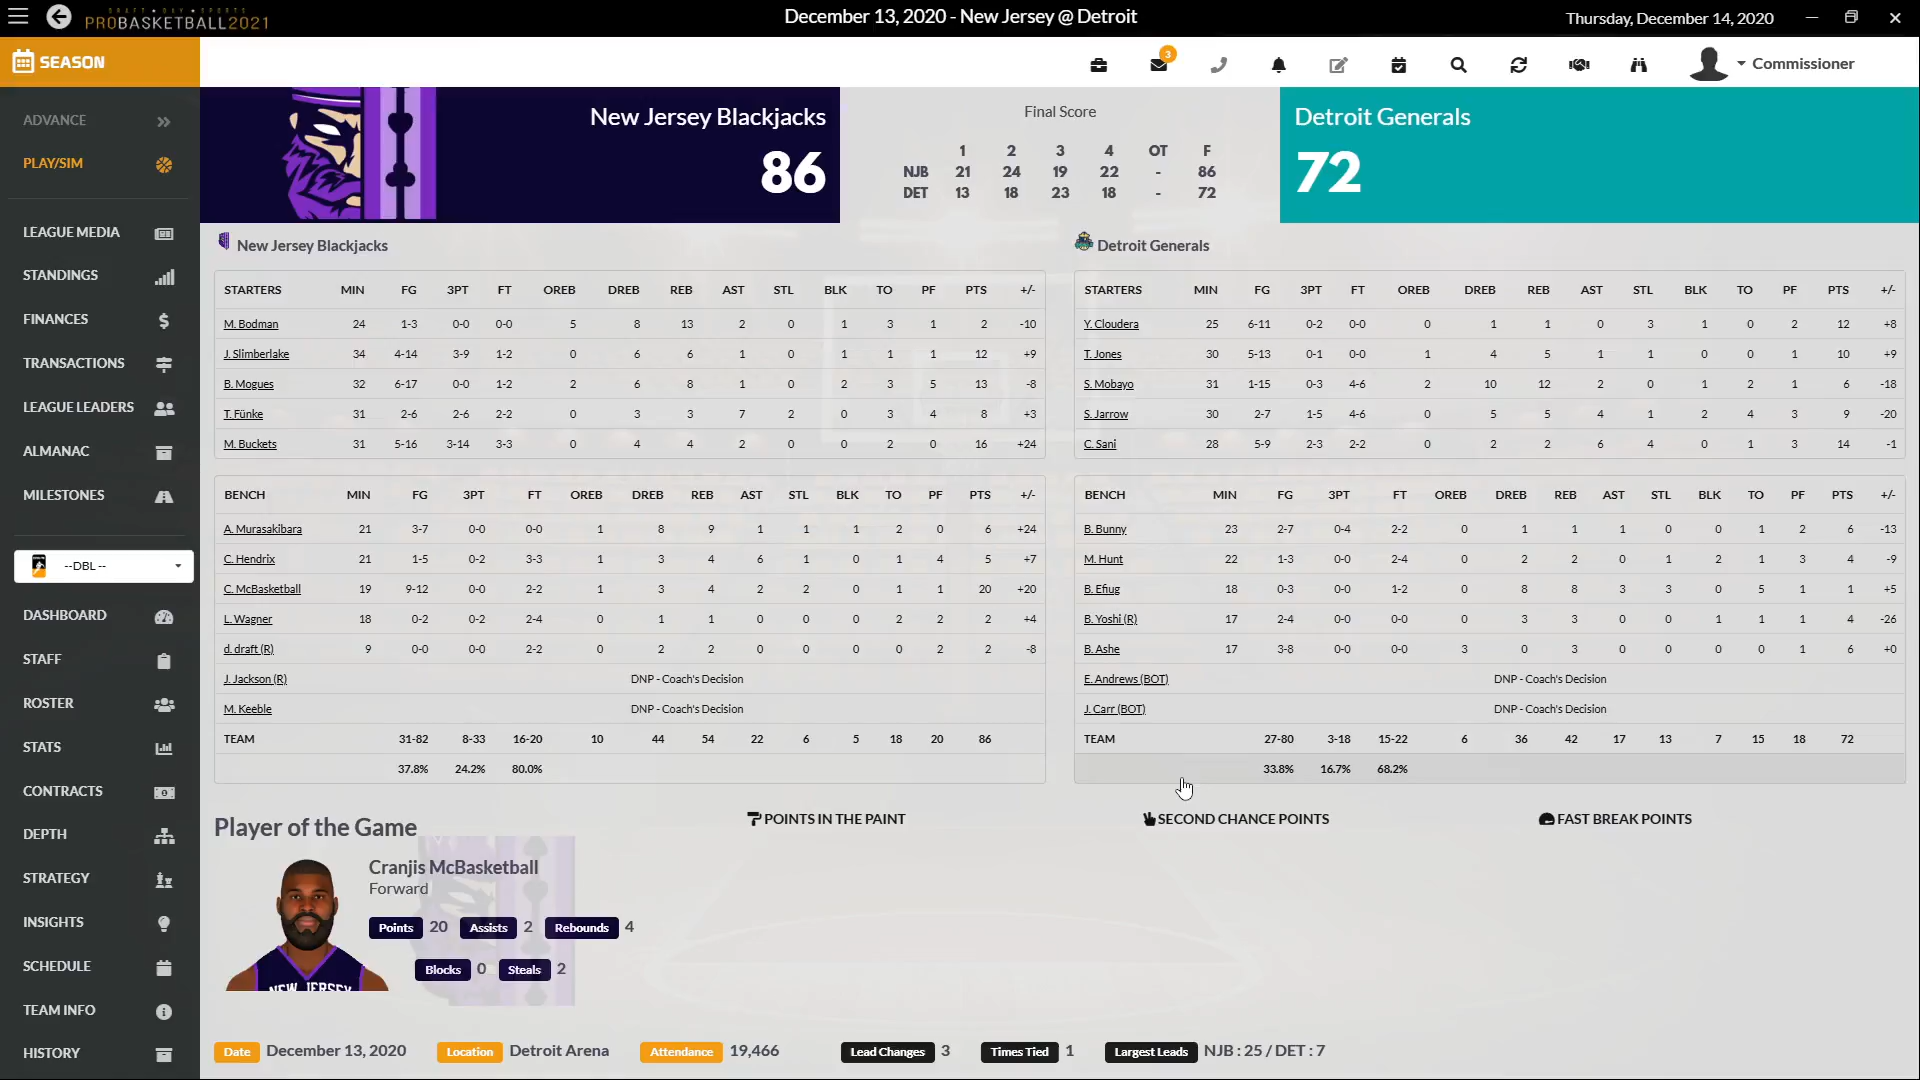 DRAFT DAY SPORTS
PROBASKETBALL2021
December 13, 2020 - New Jersey @ Detroit
Thursday, December 14, 2020
SEASON
3
Commissioner
ADVANCE
PLAY/SIM
LEAGUE MEDIA
STANDINGS
FINANCES
TRANSACTIONS
LEAGUE LEADERS
ALMANAC
MILESTONES
--DBL --
DASHBOARD
STAFF
ROSTER
STATS
CONTRACTS
DEPTH
STRATEGY
INSIGHTS
SCHEDULE
TEAM INFO
HISTORY
New Jersey Blackjacks
86
Final Score
1 2 3 4 OT F
NJB 21 24 19 22 - 86
DET 13 18 23 18 - 72
Detroit Generals
72
New Jersey Blackjacks
STARTERS MIN FG 3PT FT OREB DREB REB AST STL BLK TO PF PTS +/-
M. Bodman 24 1-3 0-0 0-0 5 8 13 2 0 1 3 1 2 -10
J. Slimberlake 34 4-14 3-9 1-2 0 6 6 1 0 1 1 1 12 +9
B. Mogues 32 6-17 0-0 1-2 2 6 8 1 0 2 3 5 13 -8
T. Fünke 31 2-6 2-6 2-2 0 3 3 7 2 0 3 4 8 +3
M. Buckets 31 5-16 3-14 3-3 0 4 4 2 0 0 2 0 16 +24
BENCH MIN FG 3PT FT OREB DREB REB AST STL BLK TO PF PTS +/-
A. Murasakibara 21 3-7 0-0 0-0 1 8 9 1 1 1 2 0 6 +24
C. Hendrix 21 1-5 0-2 3-3 1 3 4 6 1 0 1 4 5 +7
C. McBasketball 19 9-12 0-0 2-2 1 3 4 2 2 0 1 1 20 +20
L. Wagner 18 0-2 0-2 2-4 0 1 1 0 0 0 2 2 2 +4
d. draft (R) 9 0-0 0-0 2-2 0 2 2 0 0 0 0 2 2 -8
J. Jackson (R) DNP - Coach's Decision
M. Keeble DNP - Coach's Decision
TEAM 31-82 8-33 16-20 10 44 54 22 6 5 18 20 86
37.8% 24.2% 80.0%
Detroit Generals
STARTERS MIN FG 3PT FT OREB DREB REB AST STL BLK TO PF PTS +/-
Y. Cloudera 25 6-11 0-2 0-0 0 1 1 0 3 1 0 2 12 +8
T. Jones 30 5-13 0-1 0-0 1 4 5 1 1 0 0 1 10 +9
S. Mobayo 31 1-15 0-3 4-6 2 10 12 2 0 1 2 1 6 -18
S. Jarrow 30 2-7 1-5 4-6 0 5 5 4 1 2 4 3 9 -20
C. Sani 28 5-9 2-3 2-2 0 2 2 6 4 0 1 3 14 -1
BENCH MIN FG 3PT FT OREB DREB REB AST STL BLK TO PF PTS +/-
B. Bunny 23 2-7 0-4 2-2 0 1 1 1 0 0 1 2 6 -13
M. Hunt 22 1-3 0-0 2-4 0 2 2 0 1 2 1 3 4 -9
B. Efiug 18 0-3 0-0 1-2 0 8 8 3 3 0 5 1 1 +5
B. Yoshi (R) 17 2-4 0-0 0-0 0 3 3 0 0 1 1 1 4 -26
B. Ashe 17 3-8 0-0 0-0 3 0 3 0 0 0 0 1 6 +0
E. Andrews (BOT) DNP - Coach's Decision
J. Carr (BOT) DNP - Coach's Decision
TEAM 27-80 3-18 15-22 6 36 42 17 13 7 15 18 72
33.8% 16.7% 68.2%
Player of the Game
Cranjis McBasketball
Forward
Points 20 Assists 2 Rebounds 4
Blocks 0 Steals 2
NEW JERSEY
POINTS IN THE PAINT
SECOND CHANCE POINTS
FAST BREAK POINTS
Date December 13, 2020 Location Detroit Arena Attendance 19,466 Lead Changes 3 Times Tied 1 Largest Leads NJB : 25 / DET : 7